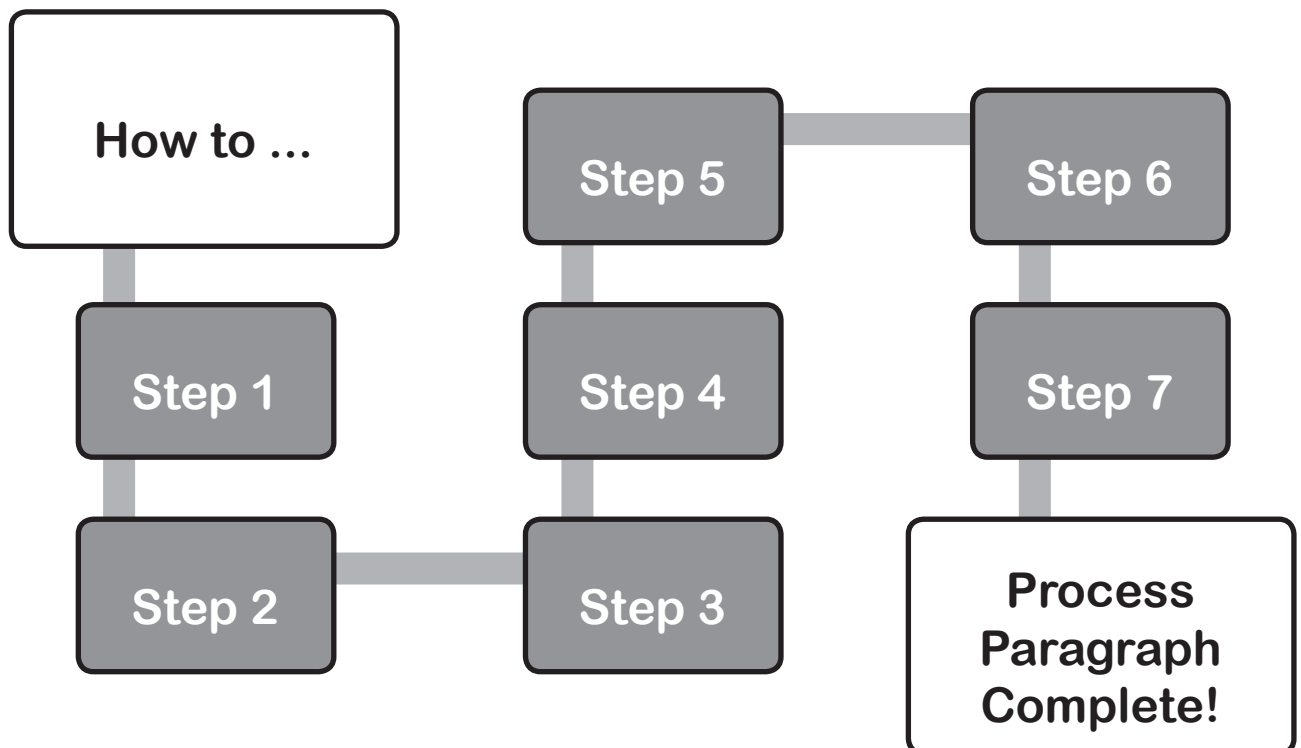 How to ...
Step 1
Step 2
Step 3
Step 4
Step 5
Step 6
Step 7
Process
Paragraph
Complete!